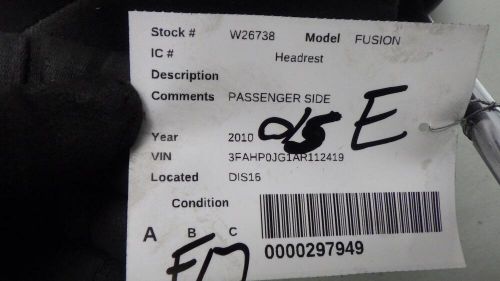 Stock # W26738 Model FUSION
IC # Headrest
Description
Comments PASSENGER SIDE
E
Year 2010
VIN 3FAHP0JG1AR112419
Located DIS16
Condition
A B C
0000297949